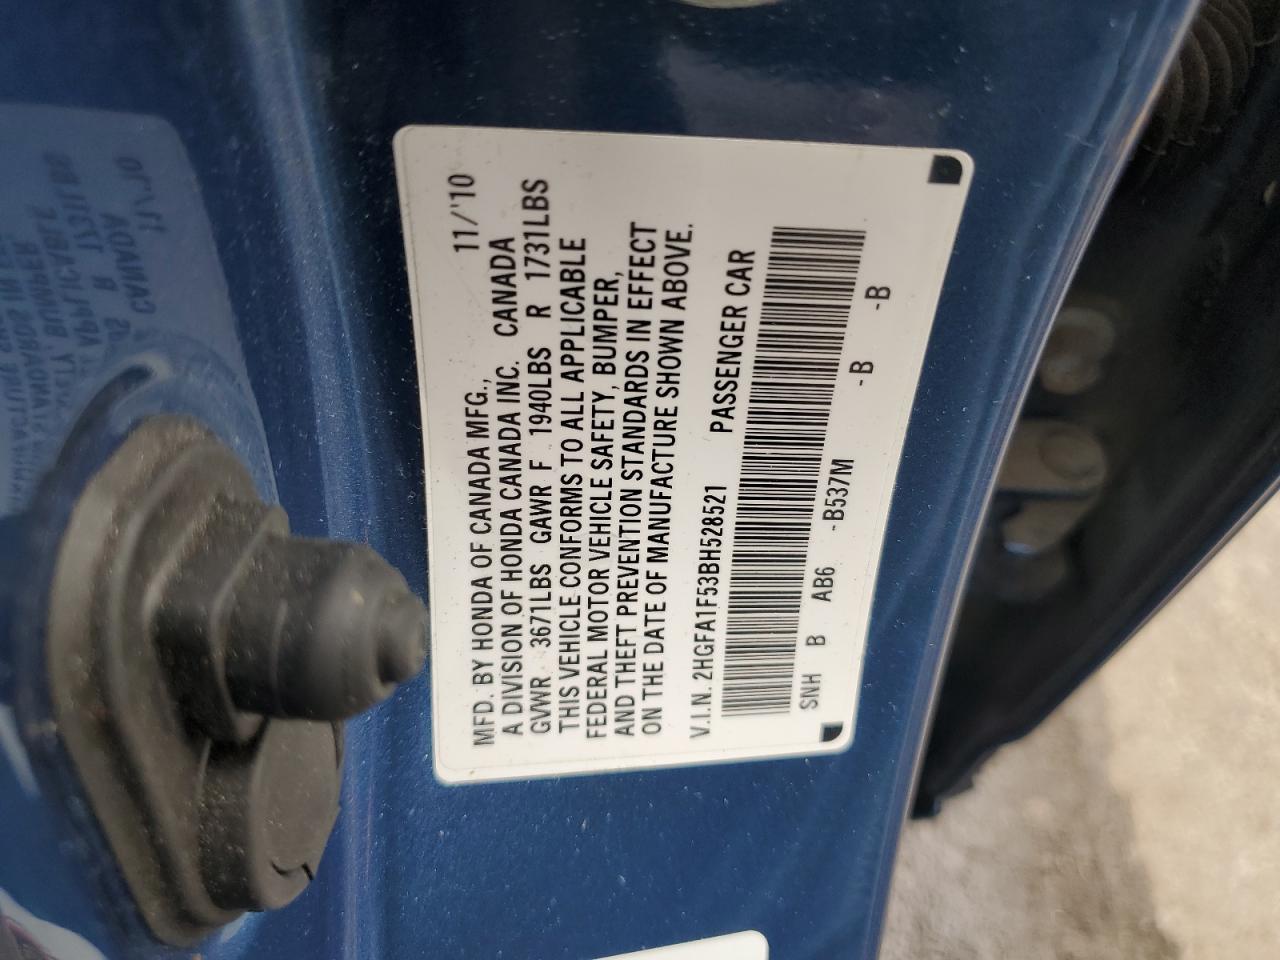 MFD. BY HONDA OF CANADA MFG., 11/'10
A DIVISION OF HONDA CANADA INC. CANADA
GVWR 3671LBS GAWR F 1940LBS R 1731LBS
THIS VEHICLE CONFORMS TO ALL APPLICABLE
FEDERAL MOTOR VEHICLE SAFETY, BUMPER,
AND THEFT PREVENTION STANDARDS IN EFFECT
ON THE DATE OF MANUFACTURE SHOWN ABOVE.
V.I.N. 2HGFA1F53BH528521 PASSENGER CAR
SNH B AB6 -B537M -B -B